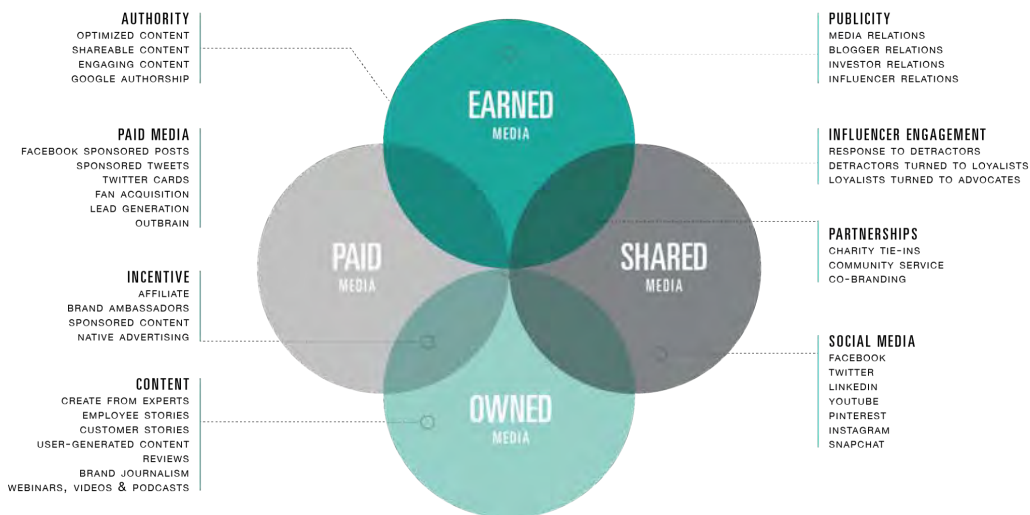 AUTHORITY
OPTIMIZED CONTENT
SHAREABLE CONTENT
ENGAGING CONTENT
GOOGLE AUTHORSHIP
PAID MEDIA
FACEBOOK SPONSORED POSTS
SPONSORED TWEETS
TWITTER CARDS
FAN ACQUISITION
LEAD GENERATION
OUTBRAIN
INCENTIVE
AFFILIATE
BRAND AMBASSADORS
SPONSORED CONTENT
NATIVE ADVERTISING
CONTENT
CREATE FROM EXPERTS
EMPLOYEE STORIES
CUSTOMER STORIES
USER-GENERATED CONTENT
REVIEWS
BRAND JOURNALISM
WEBINARS, VIDEOS & PODCASTS
EARNED
MEDIA
PAID
MEDIA
SHARED
MEDIA
OWNED
MEDIA
PUBLICITY
MEDIA RELATIONS
BLOGGER RELATIONS
INVESTOR RELATIONS
INFLUENCER RELATIONS
INFLUENCER ENGAGEMENT
RESPONSE TO DETRACTORS
DETRACTORS TURNED TO LOYALISTS
LOYALISTS TURNED TO ADVOCATES
PARTNERSHIPS
CHARITY TIE-INS
COMMUNITY SERVICE
CO-BRANDING
SOCIAL MEDIA
FACEBOOK
TWITTER
LINKEDIN
YOUTUBE
PINTEREST
INSTAGRAM
SNAPCHAT